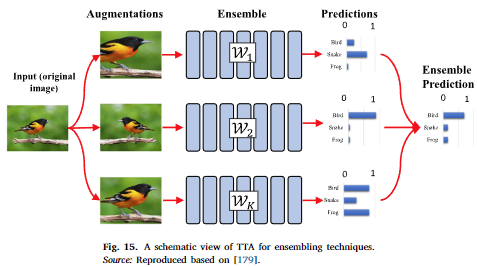 Augmentations Ensemble Predictions
Input (original
image)
W1
W2
WK
0 1
Bird
Snake
Frog
0 1
Bird
Snake
Frog
0 1
Bird
Snake
Frog
Ensemble
Prediction
0 1
Bird
Snake
Frog
Fig. 15. A schematic view of TTA for ensembling techniques.
Source: Reproduced based on [179].